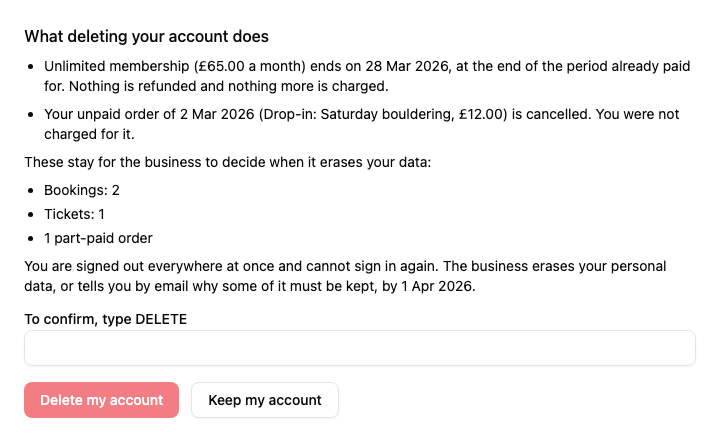 What deleting your account does
• Unlimited membership (£65.00 a month) ends on 28 Mar 2026, at the end of the period already paid
for. Nothing is refunded and nothing more is charged.
• Your unpaid order of 2 Mar 2026 (Drop-in: Saturday bouldering, £12.00) is cancelled. You were not
charged for it.
These stay for the business to decide when it erases your data:
• Bookings: 2
• Tickets: 1
• 1 part-paid order
You are signed out everywhere at once and cannot sign in again. The business erases your personal
data, or tells you by email why some of it must be kept, by 1 Apr 2026.
To confirm, type DELETE
Delete my account
Keep my account